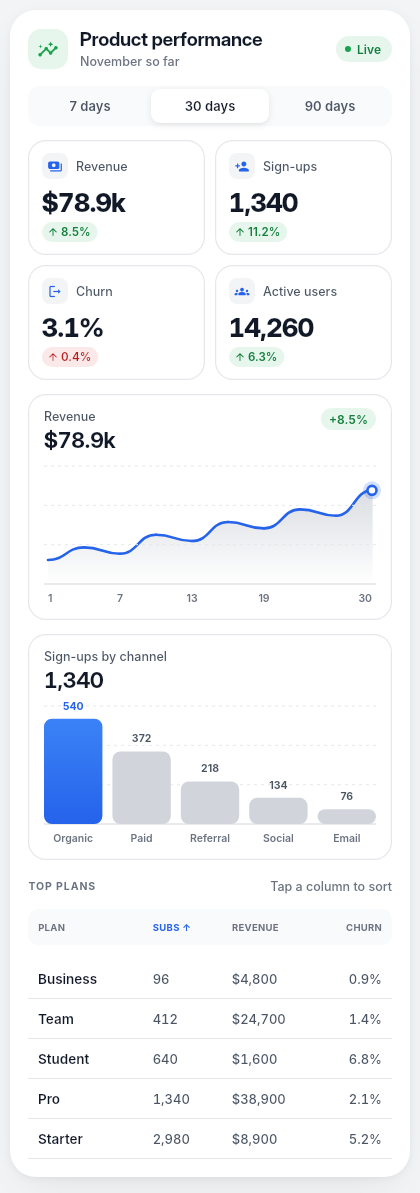 Product performance
November so far
Live
7 days 30 days 90 days
Revenue
$78.9k
↑ 8.5%
Sign-ups
1,340
↑ 11.2%
Churn
3.1%
↑ 0.4%
Active users
14,260
↑ 6.3%
Revenue
$78.9k
+8.5%
1 7 13 19 30
Sign-ups by channel
1,340
540 372 218 134 76
Organic Paid Referral Social Email
TOP PLANS Tap a column to sort
PLAN SUBS ↑ REVENUE CHURN
Business 96 $4,800 0.9%
Team 412 $24,700 1.4%
Student 640 $1,600 6.8%
Pro 1,340 $38,900 2.1%
Starter 2,980 $8,900 5.2%